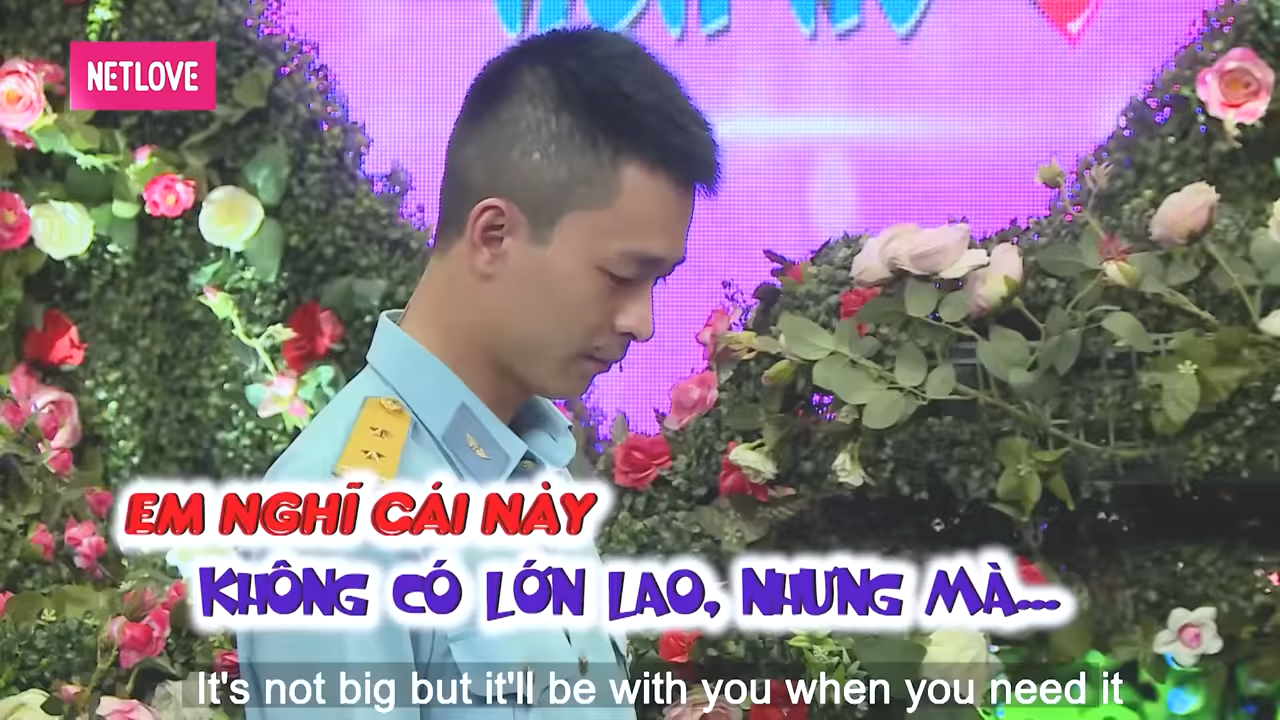 NETLOVE
EM NGHĨ CÁI NÀY
KHÔNG CÓ LỚN LAO, NHƯNG MÀ...
It's not big but it'll be with you when you need it